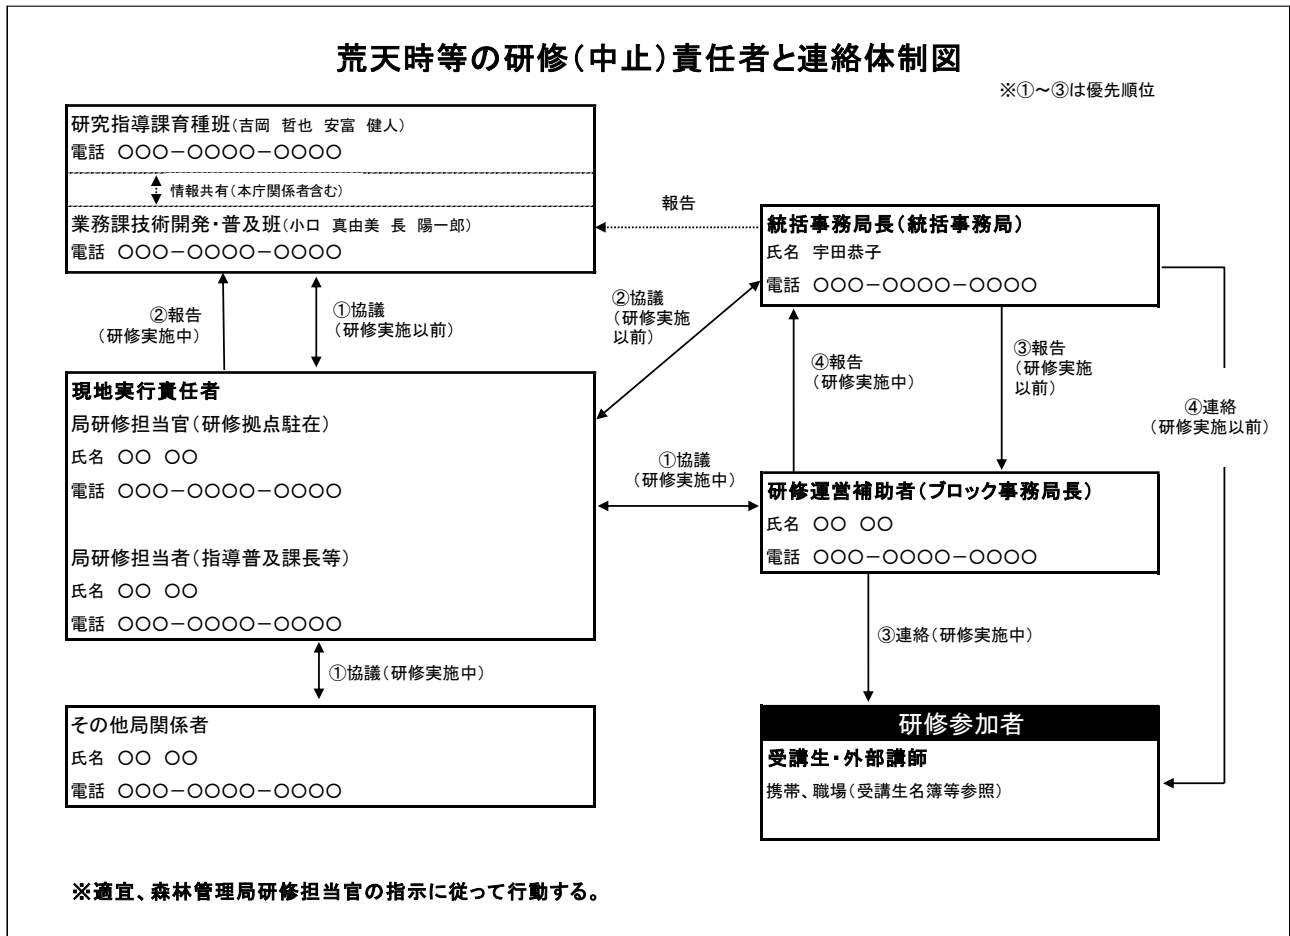 荒天時等の研修(中止)責任者と連絡体制図
※①~③は優先順位
研究指導課育種班(吉岡 哲也 安富 健人)
電話 ○○○-○○○○-○○○○
情報共有(本庁関係者含む)
業務課技術開発・普及班(小口 真由美 長 陽一郎)
電話 ○○○-○○○○-○○○○
報告
統括事務局長(統括事務局)
氏名 宇田恭子
電話 ○○○-○○○○-○○○○
②報告
(研修実施中)
①協議
(研修実施以前)
②協議
(研修実施
以前)
④報告
(研修実施中)
③報告
(研修実施
以前)
④連絡
(研修実施以前)
現地実行責任者
局研修担当官(研修拠点駐在)
氏名 ○○ ○○
電話 ○○○-○○○○-○○○○
局研修担当者(指導普及課長等)
氏名 ○○ ○○
電話 ○○○-○○○○-○○○○
①協議
(研修実施中)
研修運営補助者(ブロック事務局長)
氏名 ○○ ○○
電話 ○○○-○○○○-○○○○
①協議(研修実施中)
③連絡(研修実施中)
その他局関係者
氏名 ○○ ○○
電話 ○○○-○○○○-○○○○
研修参加者
受講生・外部講師
携帯、職場(受講生名簿等参照)
※適宜、森林管理局研修担当官の指示に従って行動する。